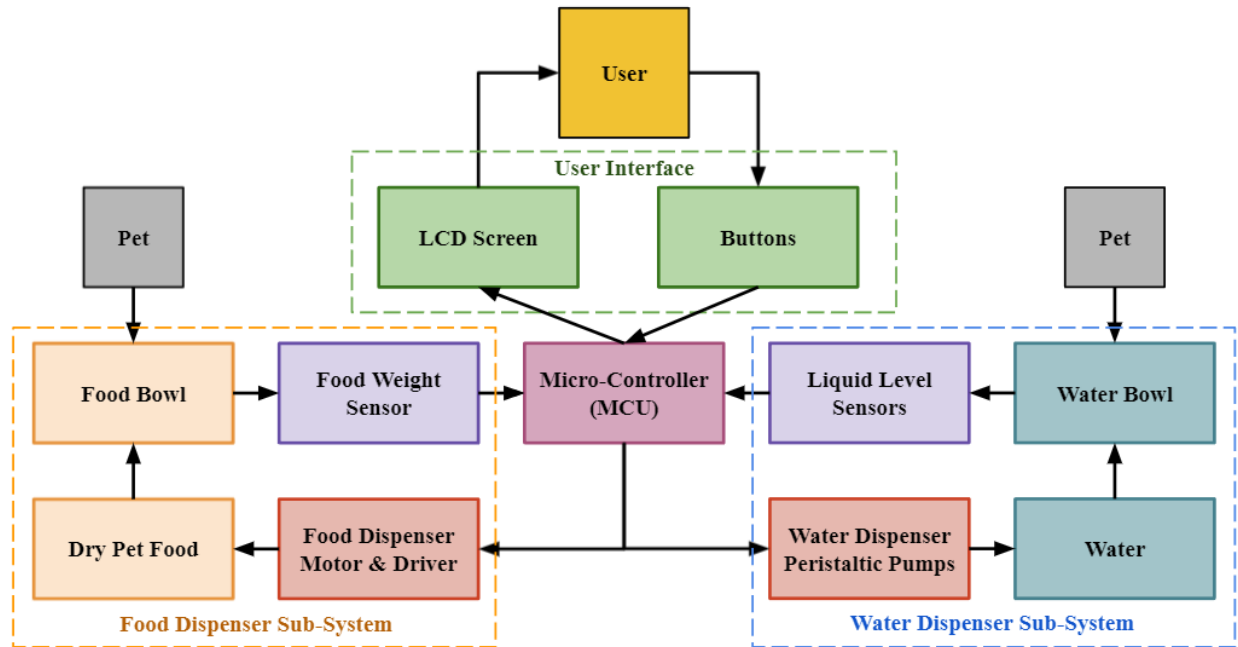 User
User Interface
Pet
LCD Screen
Buttons
Pet
Food Bowl
Food Weight
Sensor
Micro-Controller
(MCU)
Liquid Level
Sensors
Water Bowl
Dry Pet Food
Food Dispenser
Motor & Driver
Water Dispenser
Peristaltic Pumps
Water
Food Dispenser Sub-System
Water Dispenser Sub-System